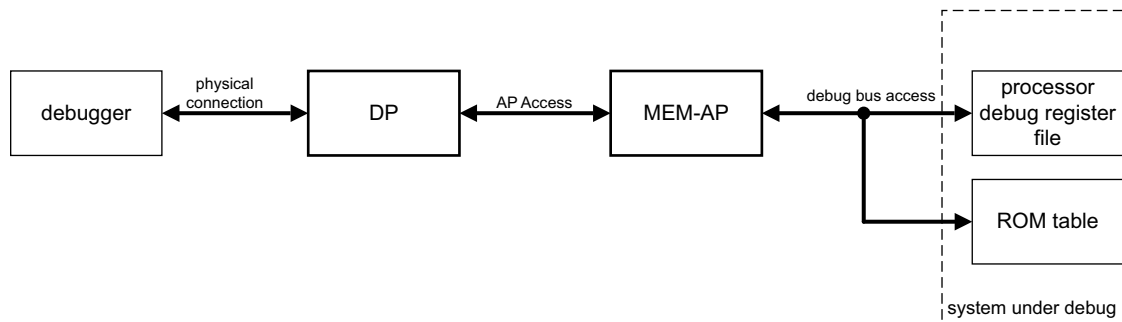 debugger
physical
connection
DP
AP Access
MEM-AP
debug bus access
processor
debug register
file
ROM table
system under debug